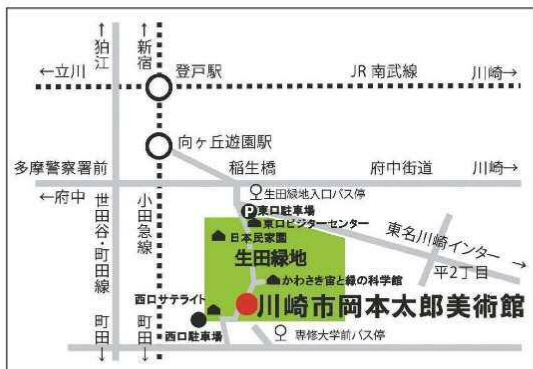 ↑狛江
↑新宿
←立川
登戸駅
JR 南武線
川崎→
向ヶ丘遊園駅
多摩警察署前
稲生橋
府中街道
川崎→
←府中
生田緑地入口バス停
P東口駐車場
東口ビジターセンター
日本民家園
東名川崎インター→
世田谷・町田線
小田急線
生田緑地
平2丁目
かわさき宙と緑の科学館
西口サテライト
川崎市岡本太郎美術館
西口駐車場
専修大学前バス停
町田↓
町田↓